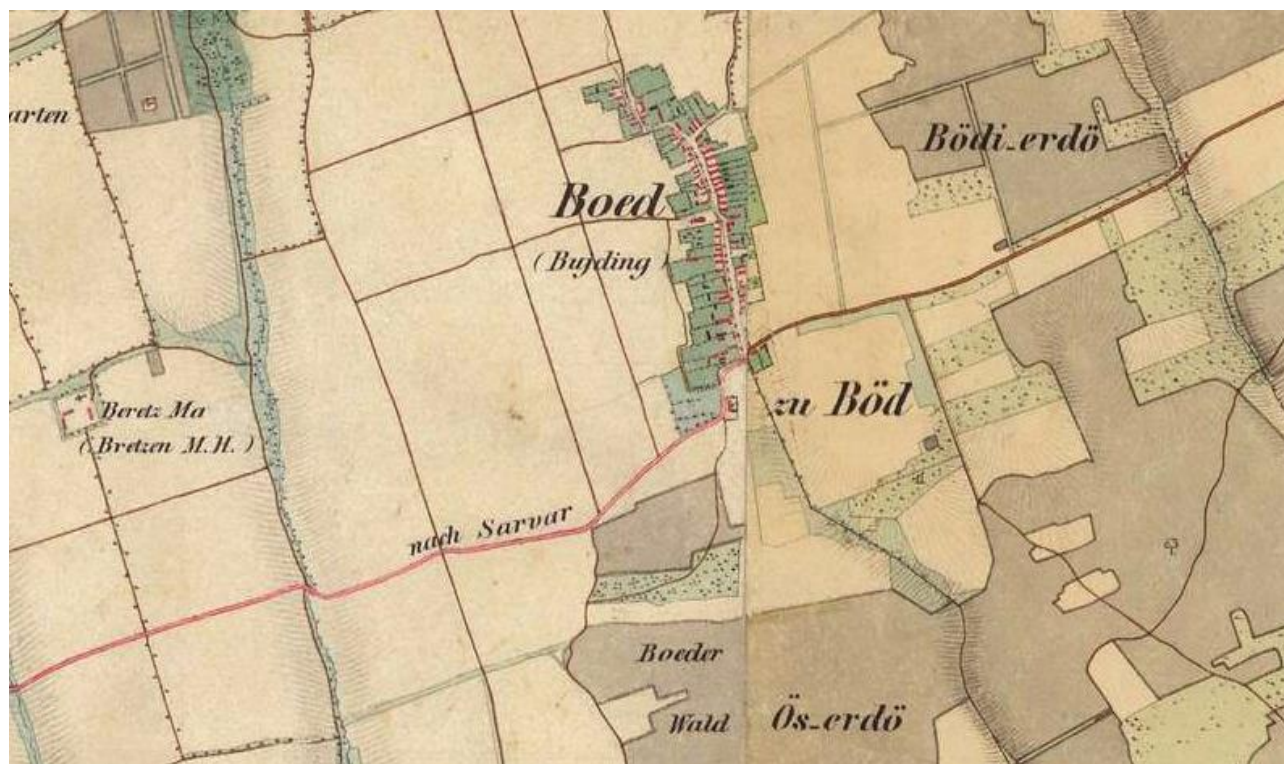 arten
Bödi-erdö
Boed
(Bujding)
Beretz Ma
(Bretzen M.H.)
zu Böd
nach Sarvar
Boeder
Wald
Ös-erdö